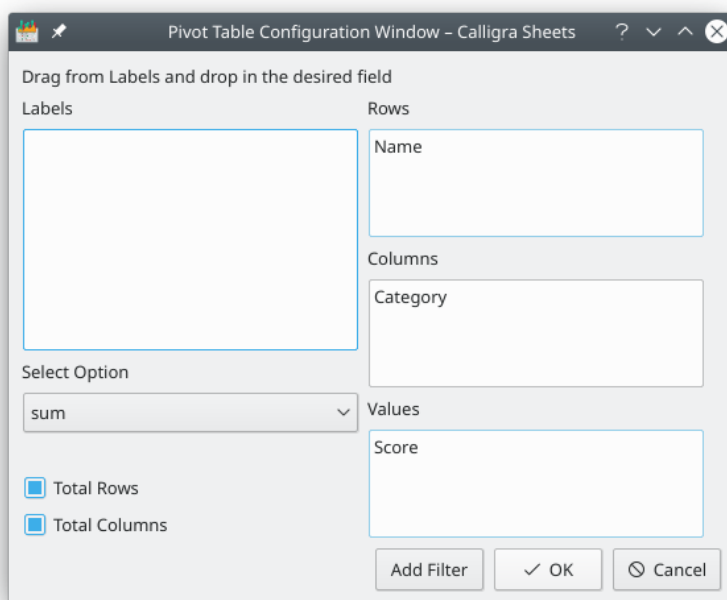 Pivot Table Configuration Window – Calligra Sheets
Drag from Labels and drop in the desired field
Labels
Rows
Name
Columns
Category
Select Option
sum
Values
Score
Total Rows
Total Columns
Add Filter
OK
Cancel